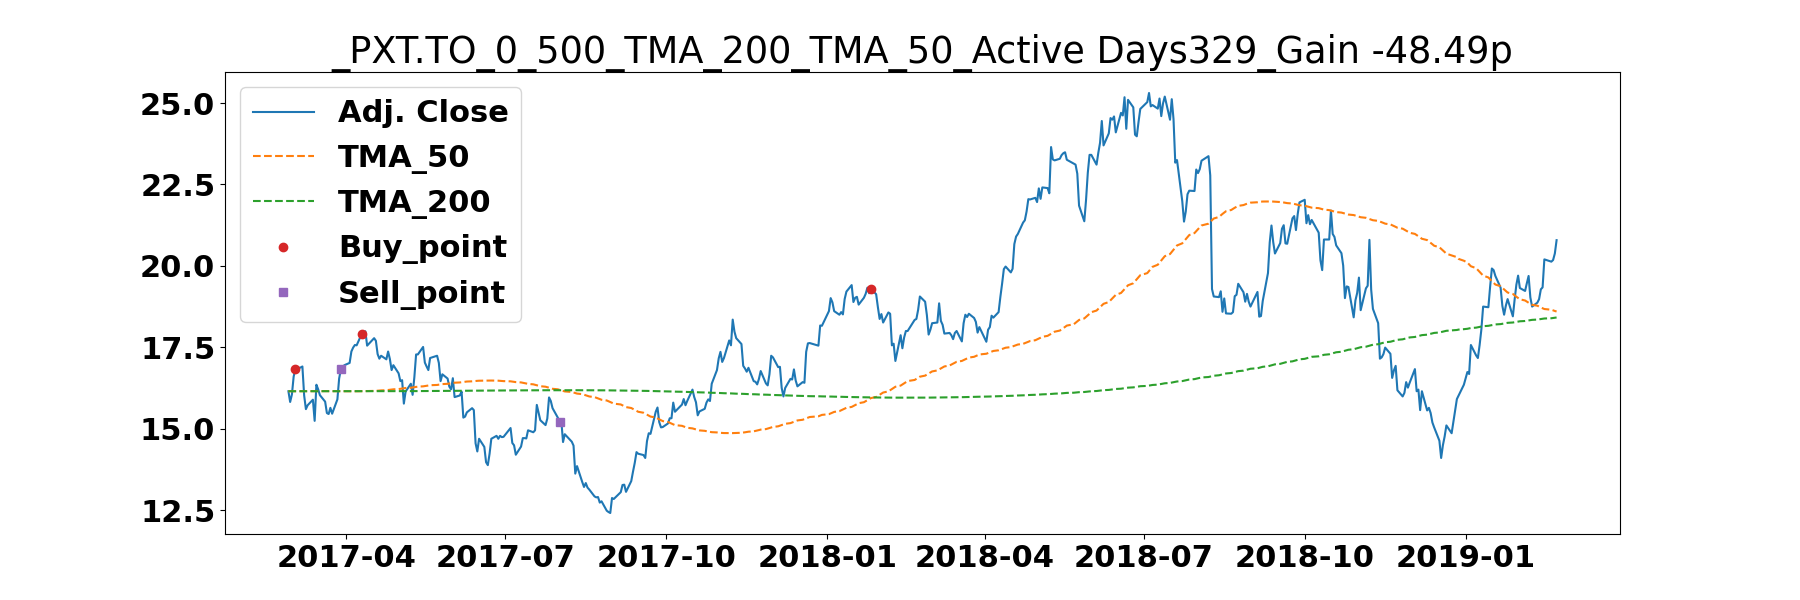 _PXT.TO_0_500_TMA_200_TMA_50_Active Days329_Gain -48.49p
25.0
22.5
20.0
17.5
15.0
12.5
Adj. Close
TMA_50
TMA_200
Buy_point
Sell_point
2017-04 2017-07 2017-10 2018-01 2018-04 2018-07 2018-10 2019-01